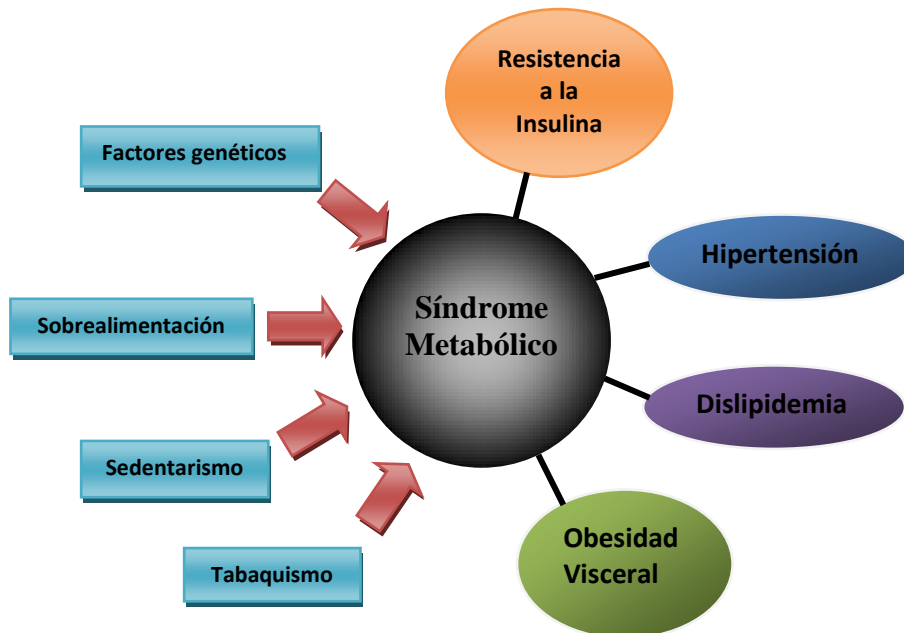 Resistencia
a la
Insulina
Factores genéticos
Hipertensión
Síndrome
Metabólico
Sobrealimentación
Dislipidemia
Sedentarismo
Obesidad
Visceral
Tabaquismo